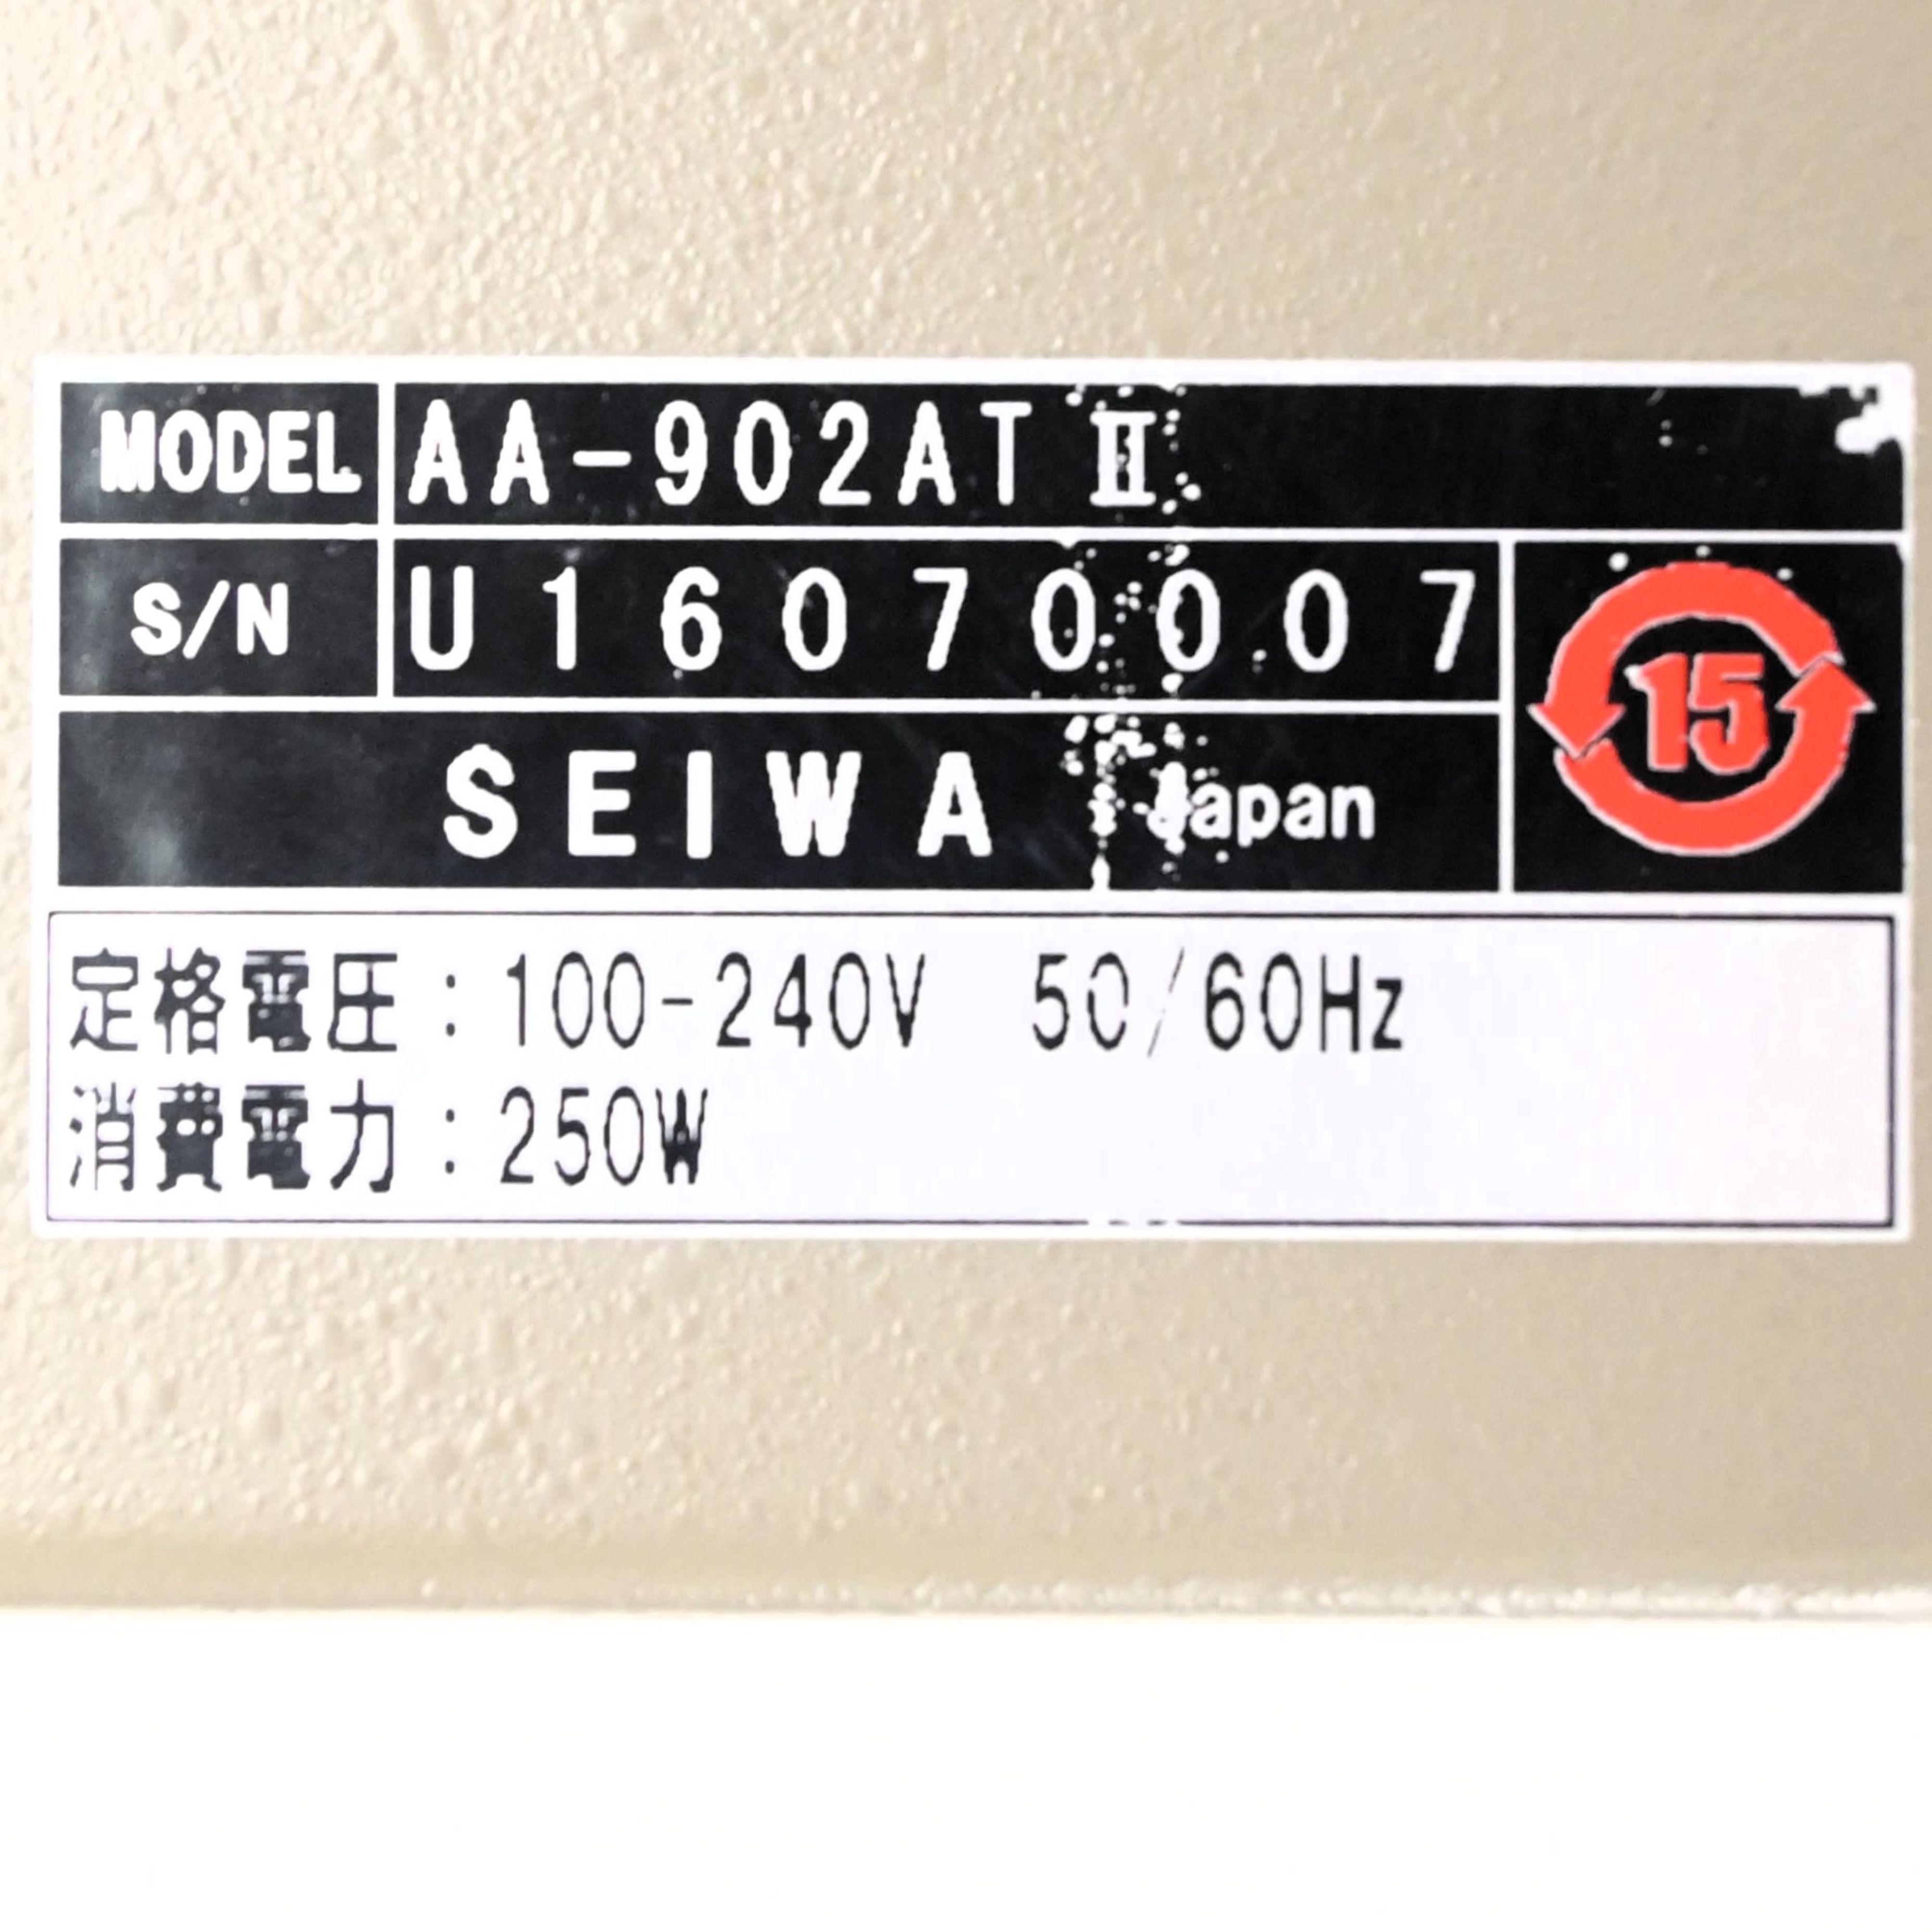 MODEL AA-902ATⅡ
S/N U16070007
15
SEIWA Japan
定格電圧：100-240V 50/60Hz
消費電力：250W